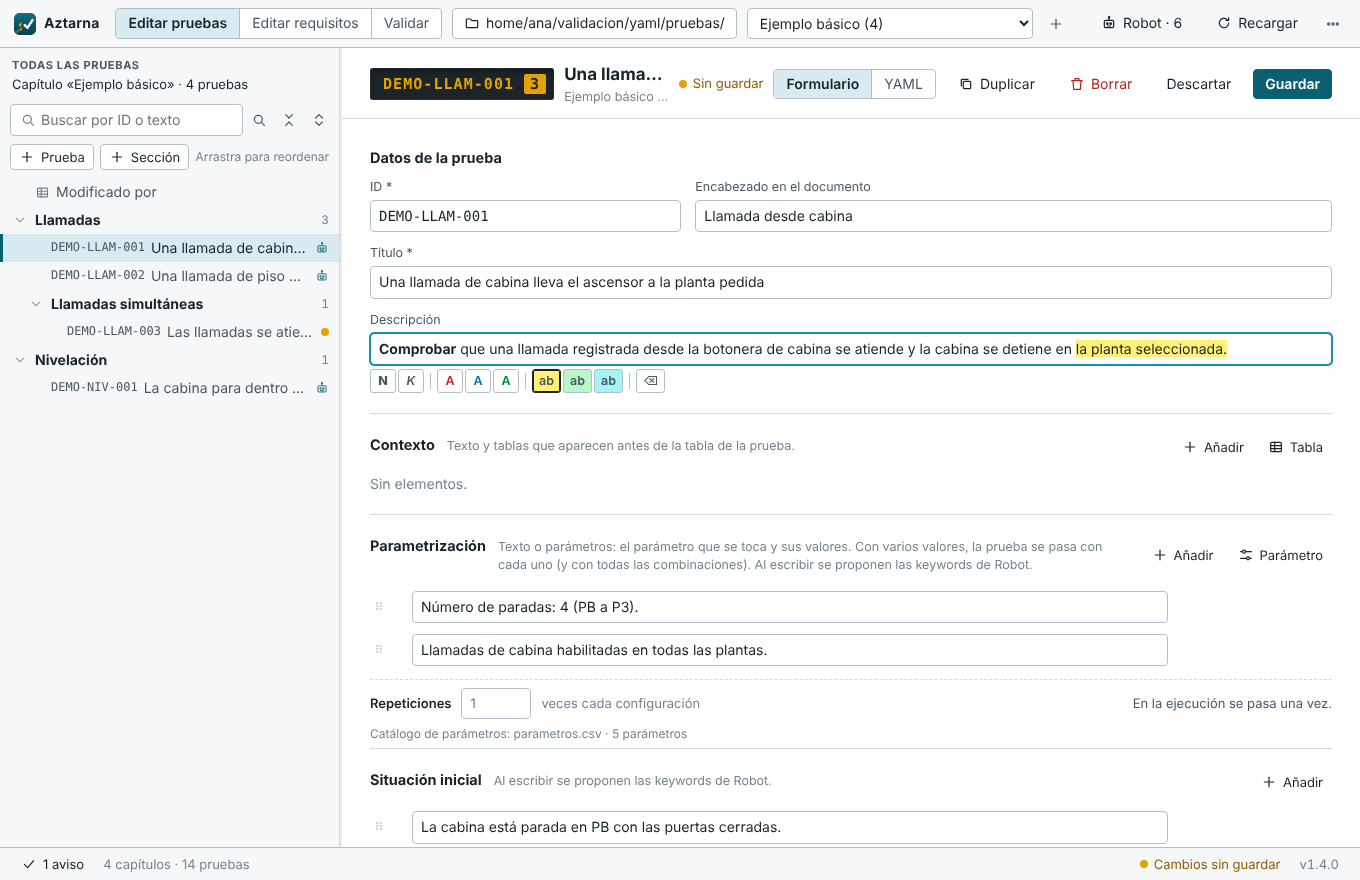 Aztarna
Editar pruebas
Editar requisitos
Validar
home/ana/validacion/yaml/pruebas/
Ejemplo básico (4)
Robot · 6
Recargar
TODAS LAS PRUEBAS
Capítulo «Ejemplo básico» · 4 pruebas
Buscar por ID o texto
Prueba
Sección
Arrastra para reordenar
Modificado por
Llamadas 3
DEMO-LLAM-001 Una llamada de cabin...
DEMO-LLAM-002 Una llamada de piso ...
Llamadas simultáneas 1
DEMO-LLAM-003 Las llamadas se atie...
Nivelación 1
DEMO-NIV-001 La cabina para dentro ...
DEMO-LLAM-001 3
Una llama...
Ejemplo básico ...
Sin guardar
Formulario
YAML
Duplicar
Borrar
Descartar
Guardar
Datos de la prueba
ID *
Encabezado en el documento
DEMO-LLAM-001
Llamada desde cabina
Título *
Una llamada de cabina lleva el ascensor a la planta pedida
Descripción
Comprobar que una llamada registrada desde la botonera de cabina se atiende y la cabina se detiene en la planta seleccionada.
N K A A A ab ab ab
Contexto
Texto y tablas que aparecen antes de la tabla de la prueba.
Añadir
Tabla
Sin elementos.
Parametrización
Texto o parámetros: el parámetro que se toca y sus valores. Con varios valores, la prueba se pasa con
cada uno (y con todas las combinaciones). Al escribir se proponen las keywords de Robot.
Añadir
Parámetro
Número de paradas: 4 (PB a P3).
Llamadas de cabina habilitadas en todas las plantas.
Repeticiones 1 veces cada configuración
En la ejecución se pasa una vez.
Catálogo de parámetros: parametros.csv · 5 parámetros
Situación inicial
Al escribir se proponen las keywords de Robot.
Añadir
La cabina está parada en PB con las puertas cerradas.
1 aviso
4 capítulos · 14 pruebas
Cambios sin guardar
v1.4.0